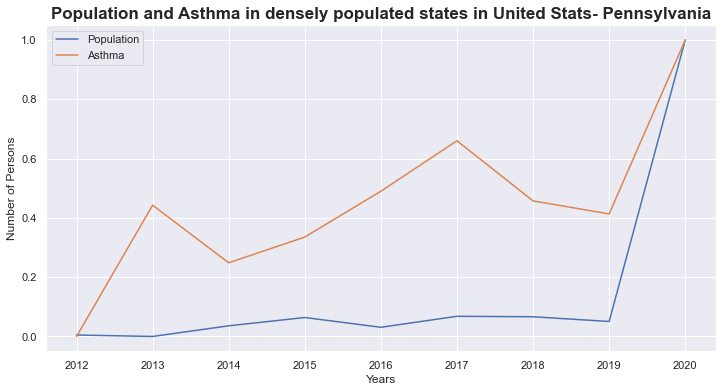 Population and Asthma in densely populated states in United Stats- Pennsylvania
Population
Asthma
1.0
0.8
0.6
0.4
0.2
0.0
Number of Persons
2012 2013 2014 2015 2016 2017 2018 2019 2020
Years